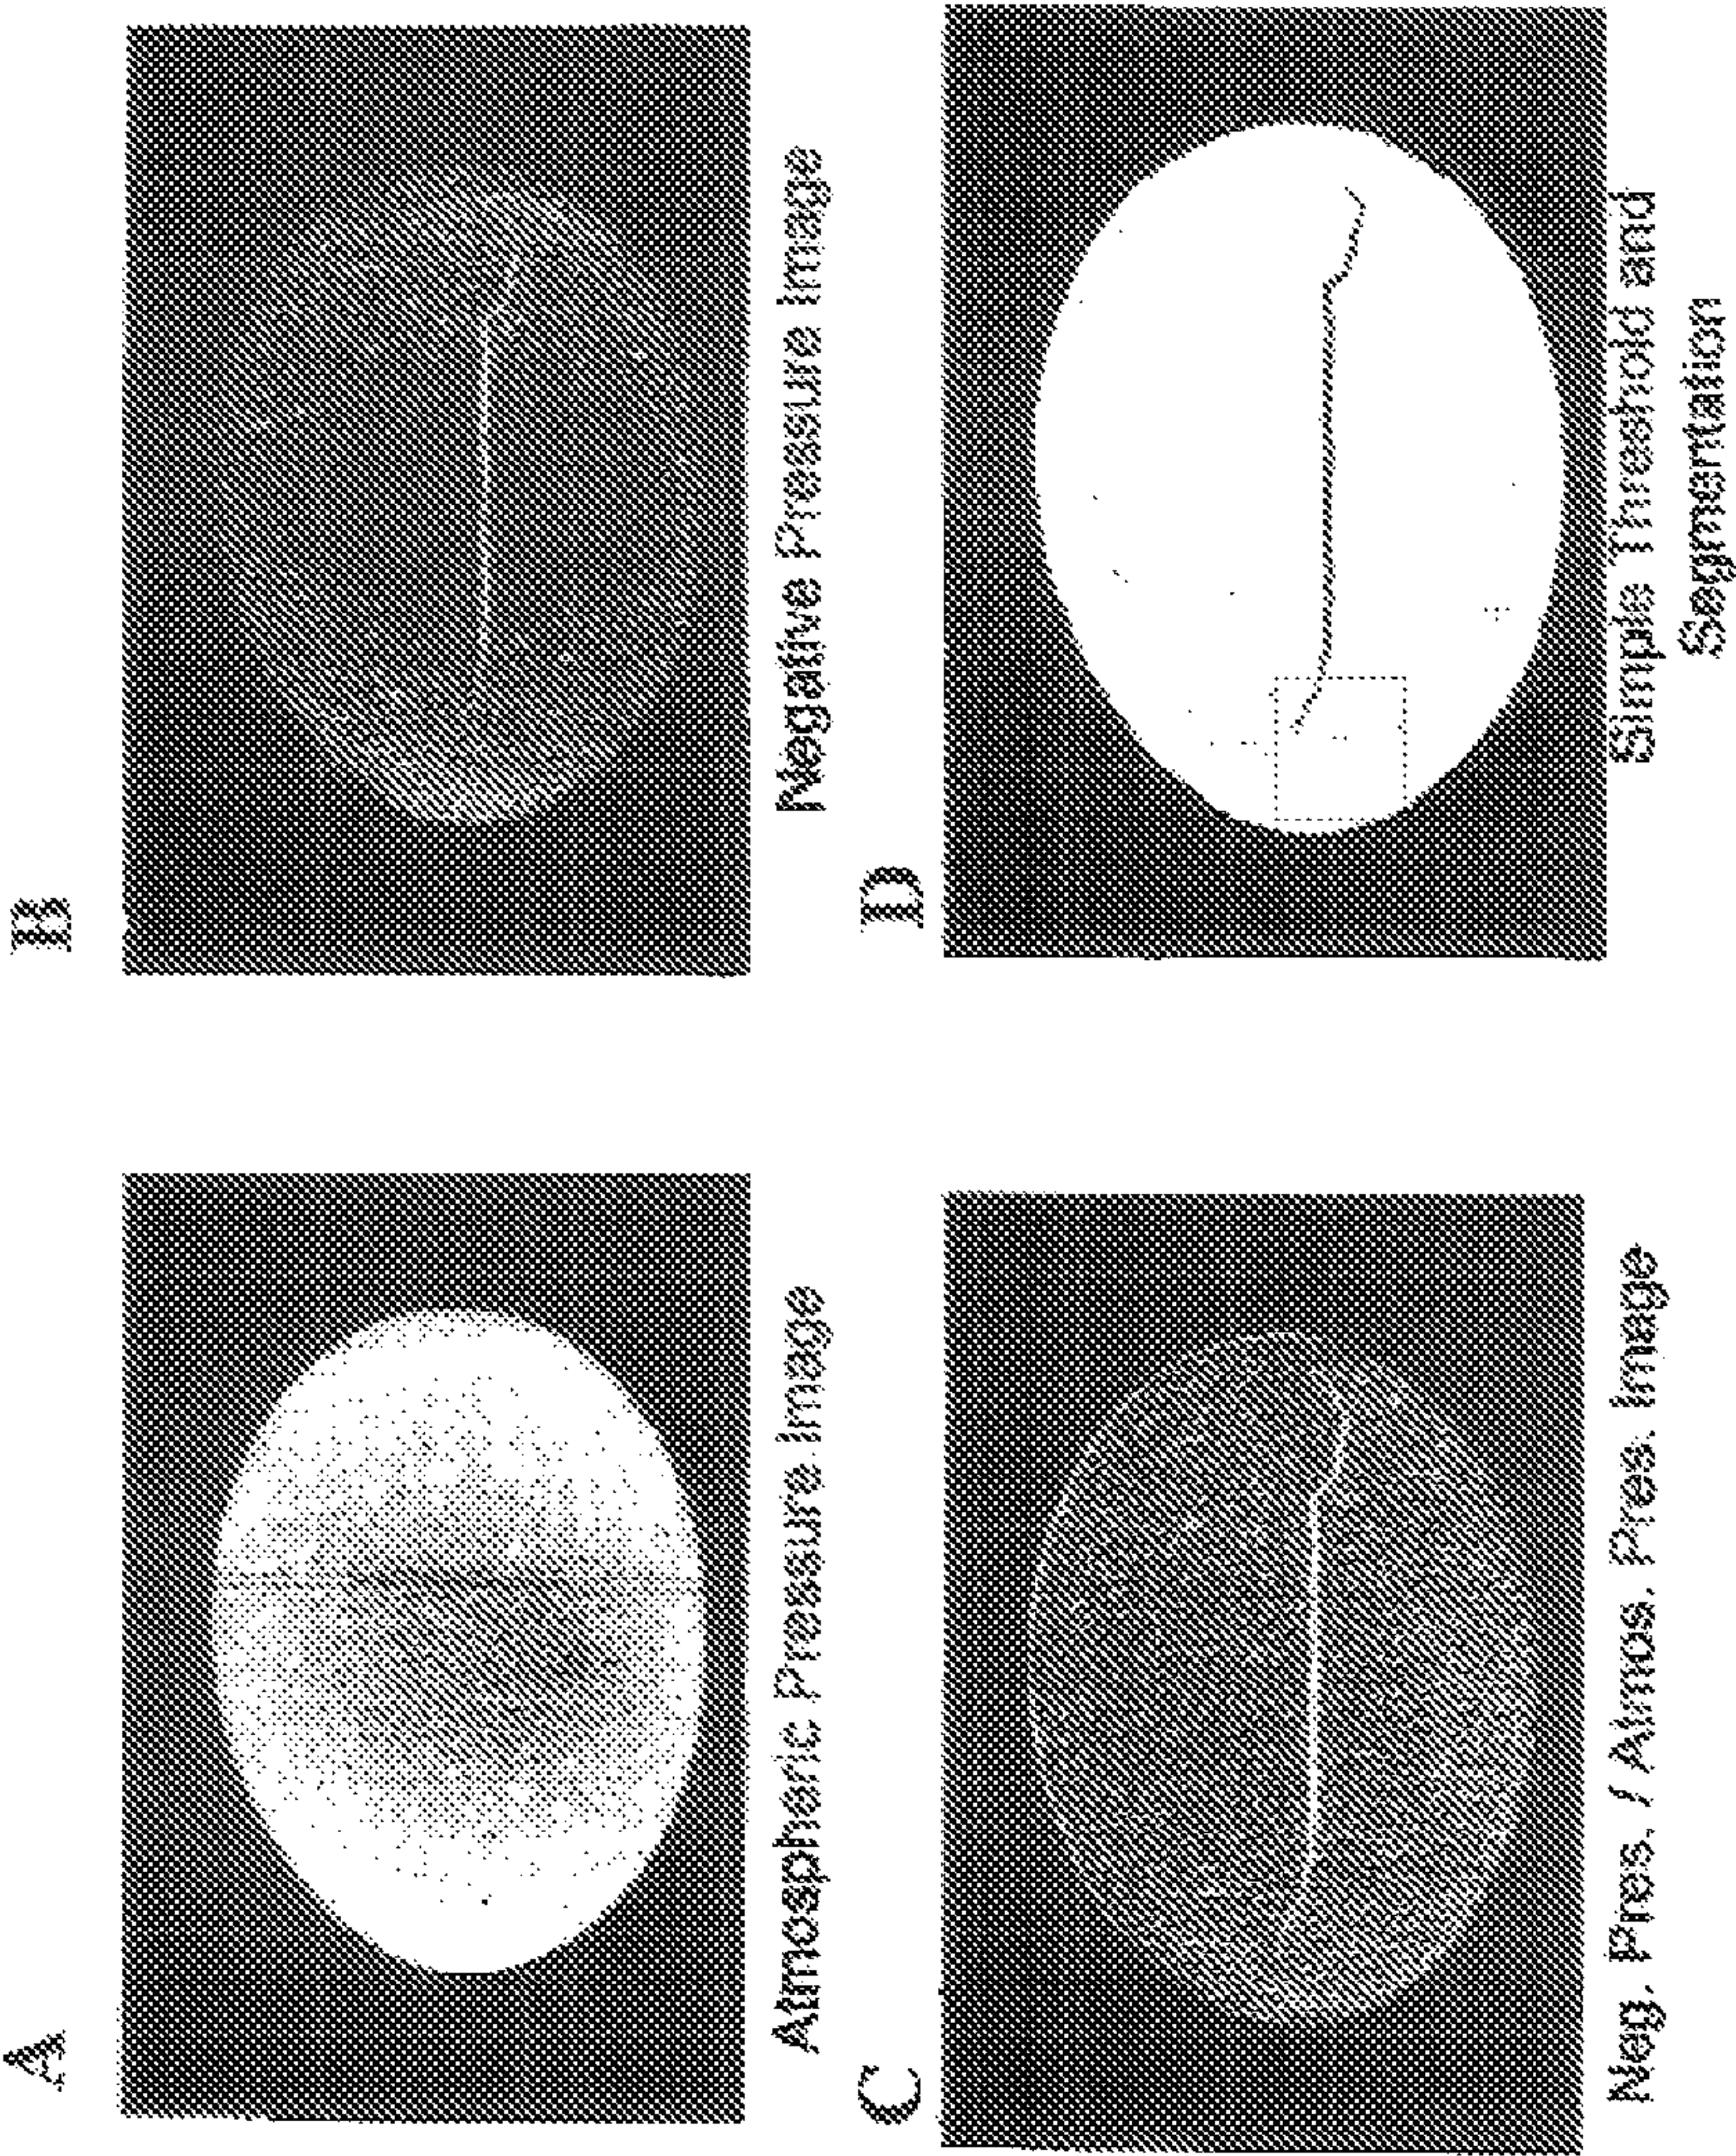 A
Atmospheric Pressure Image
B
Negative Pressure Image
C
Neg. Pres. / Atmos. Pres. Image
D
Simple Threshold and
Segmentation